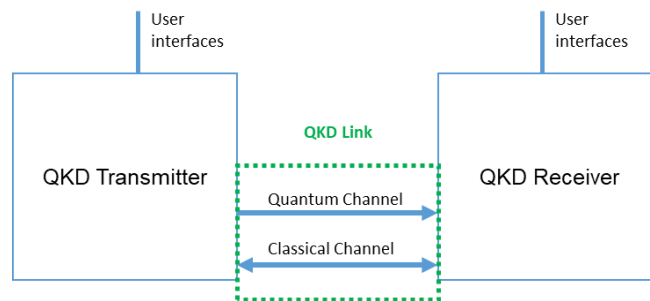 User
interfaces
User
interfaces
QKD Link
QKD Transmitter
QKD Receiver
Quantum Channel
Classical Channel